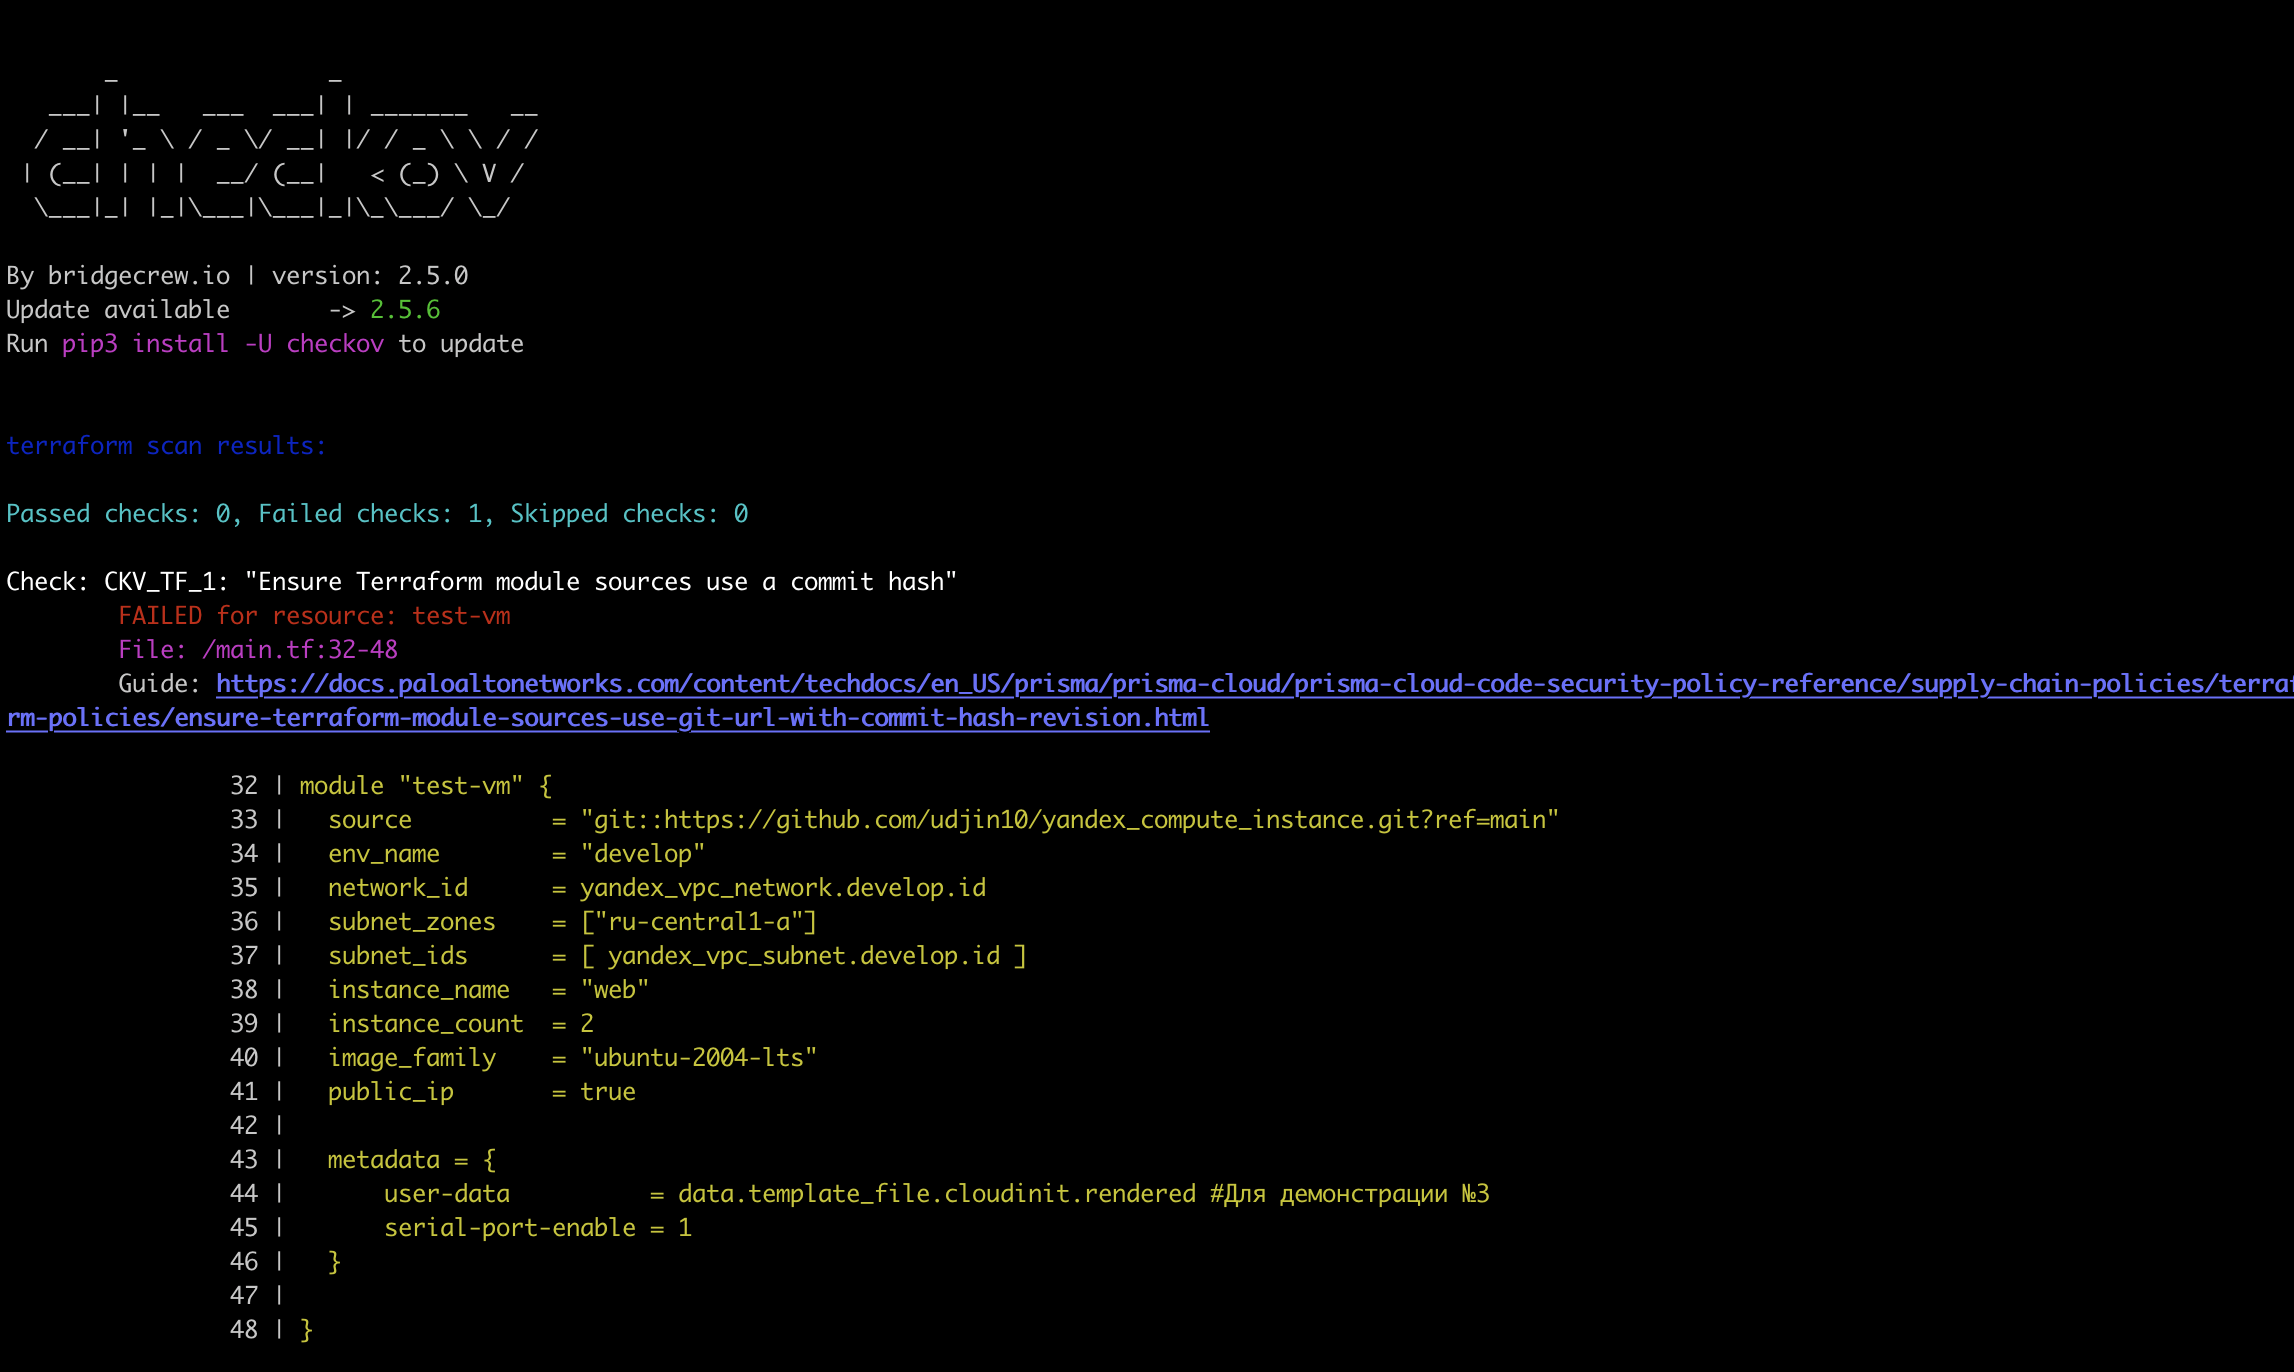 _               _
   ___| |__   ___  ___| | _______   __
  / __| '_ \ / _ \/ __| |/ / _ \ \ / /
 | (__| | | |  __/ (__|   < (_) \ V /
  \___|_| |_|\___|\___|_|\_\___/ \_/
By bridgecrew.io | version: 2.5.0
Update available       -> 2.5.6
Run pip3 install -U checkov to update
terraform scan results:
Passed checks: 0, Failed checks: 1, Skipped checks: 0
Check: CKV_TF_1: "Ensure Terraform module sources use a commit hash"
        FAILED for resource: test-vm
        File: /main.tf:32-48
        Guide: https://docs.paloaltonetworks.com/content/techdocs/en_US/prisma/prisma-cloud/prisma-cloud-code-security-policy-reference/supply-chain-policies/terraf
rm-policies/ensure-terraform-module-sources-use-git-url-with-commit-hash-revision.html
                32 | module "test-vm" {
                33 |   source          = "git::https://github.com/udjin10/yandex_compute_instance.git?ref=main"
                34 |   env_name        = "develop"
                35 |   network_id      = yandex_vpc_network.develop.id
                36 |   subnet_zones    = ["ru-central1-a"]
                37 |   subnet_ids      = [ yandex_vpc_subnet.develop.id ]
                38 |   instance_name   = "web"
                39 |   instance_count  = 2
                40 |   image_family    = "ubuntu-2004-lts"
                41 |   public_ip       = true
                42 |
                43 |   metadata = {
                44 |       user-data          = data.template_file.cloudinit.rendered #Для демонстрации №3
                45 |       serial-port-enable = 1
                46 |   }
                47 |
                48 | }